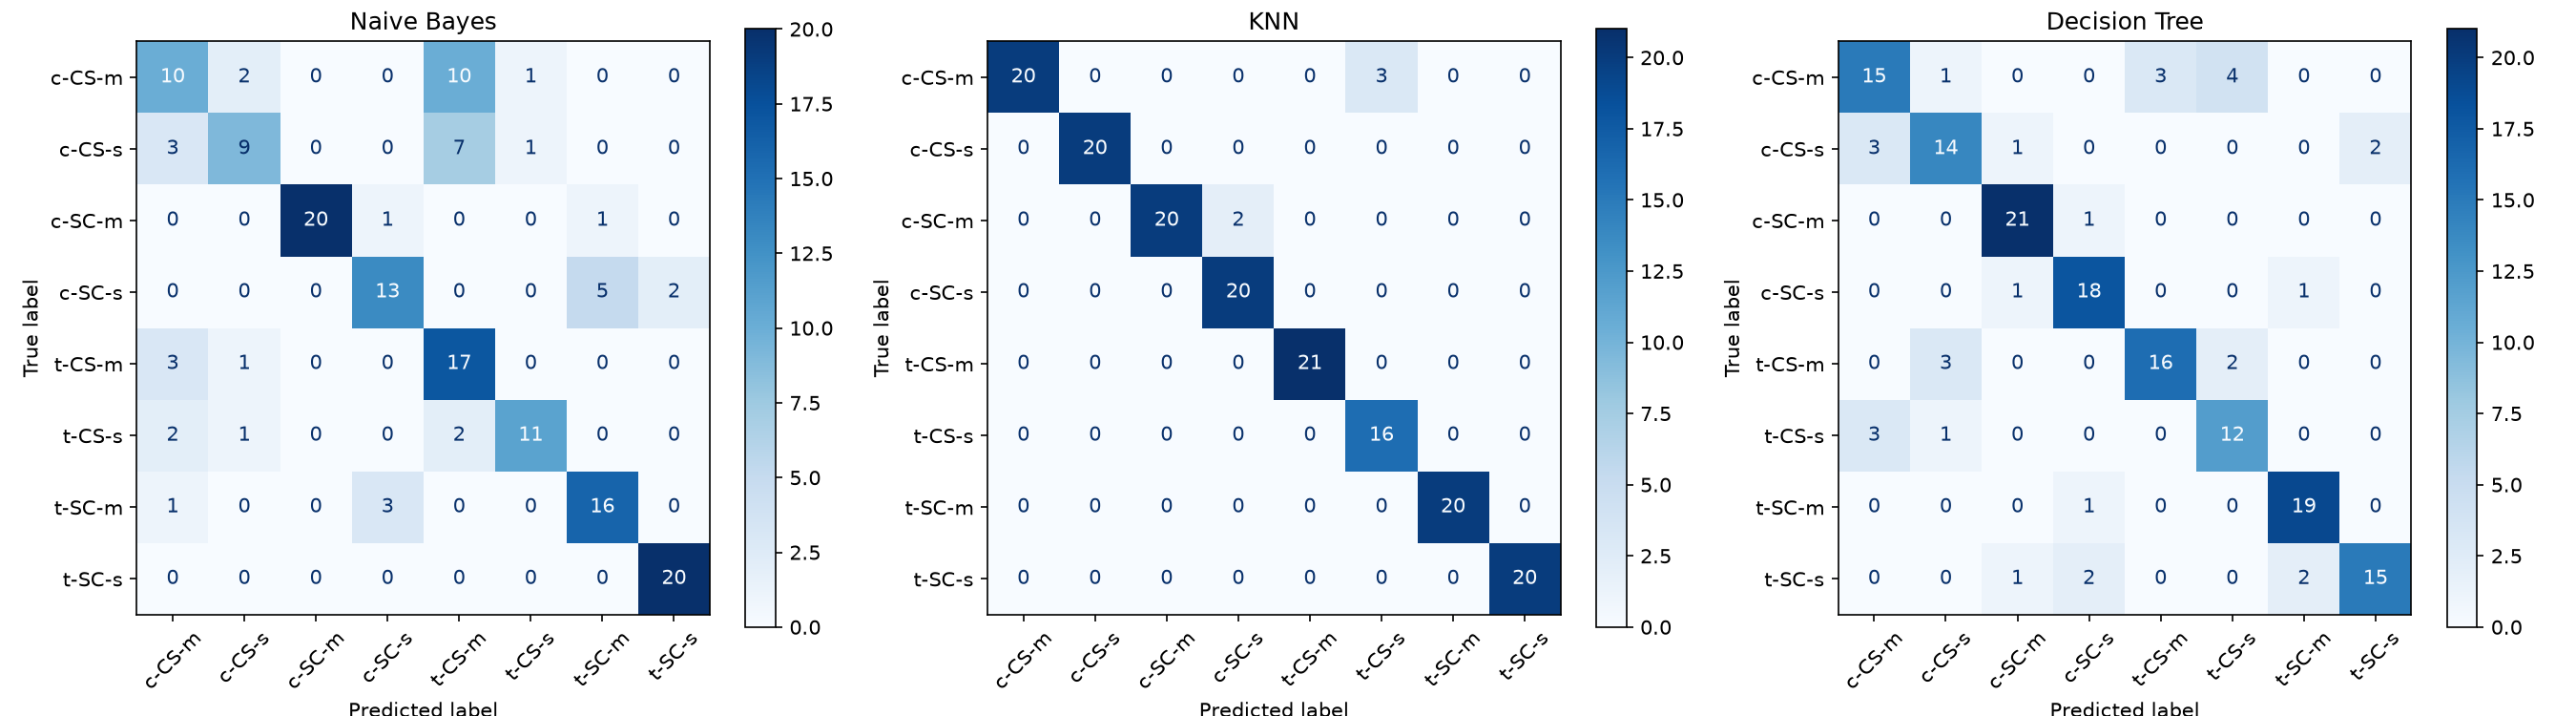 Naive Bayes
c-CS-m 10 2 0 0 10 1 0 0
c-CS-s 3 9 0 0 7 1 0 0
c-SC-m 0 0 20 1 0 0 1 0
c-SC-s 0 0 0 13 0 0 5 2
t-CS-m 3 1 0 0 17 0 0 0
t-CS-s 2 1 0 0 2 11 0 0
t-SC-m 1 0 0 3 0 0 16 0
t-SC-s 0 0 0 0 0 0 0 20
True label
c-CS-m c-CS-s c-SC-m c-SC-s t-CS-m t-CS-s t-SC-m t-SC-s
Predicted label
20.0
17.5
15.0
12.5
10.0
7.5
5.0
2.5
0.0
KNN
c-CS-m 20 0 0 0 0 3 0 0
c-CS-s 0 20 0 0 0 0 0 0
c-SC-m 0 0 20 2 0 0 0 0
c-SC-s 0 0 0 20 0 0 0 0
t-CS-m 0 0 0 0 21 0 0 0
t-CS-s 0 0 0 0 0 16 0 0
t-SC-m 0 0 0 0 0 0 20 0
t-SC-s 0 0 0 0 0 0 0 20
True label
c-CS-m c-CS-s c-SC-m c-SC-s t-CS-m t-CS-s t-SC-m t-SC-s
Predicted label
20.0
17.5
15.0
12.5
10.0
7.5
5.0
2.5
0.0
Decision Tree
c-CS-m 15 1 0 0 3 4 0 0
c-CS-s 3 14 1 0 0 0 0 2
c-SC-m 0 0 21 1 0 0 0 0
c-SC-s 0 0 1 18 0 0 1 0
t-CS-m 0 3 0 0 16 2 0 0
t-CS-s 3 1 0 0 0 12 0 0
t-SC-m 0 0 0 1 0 0 19 0
t-SC-s 0 0 1 2 0 0 2 15
True label
c-CS-m c-CS-s c-SC-m c-SC-s t-CS-m t-CS-s t-SC-m t-SC-s
Predicted label
20.0
17.5
15.0
12.5
10.0
7.5
5.0
2.5
0.0